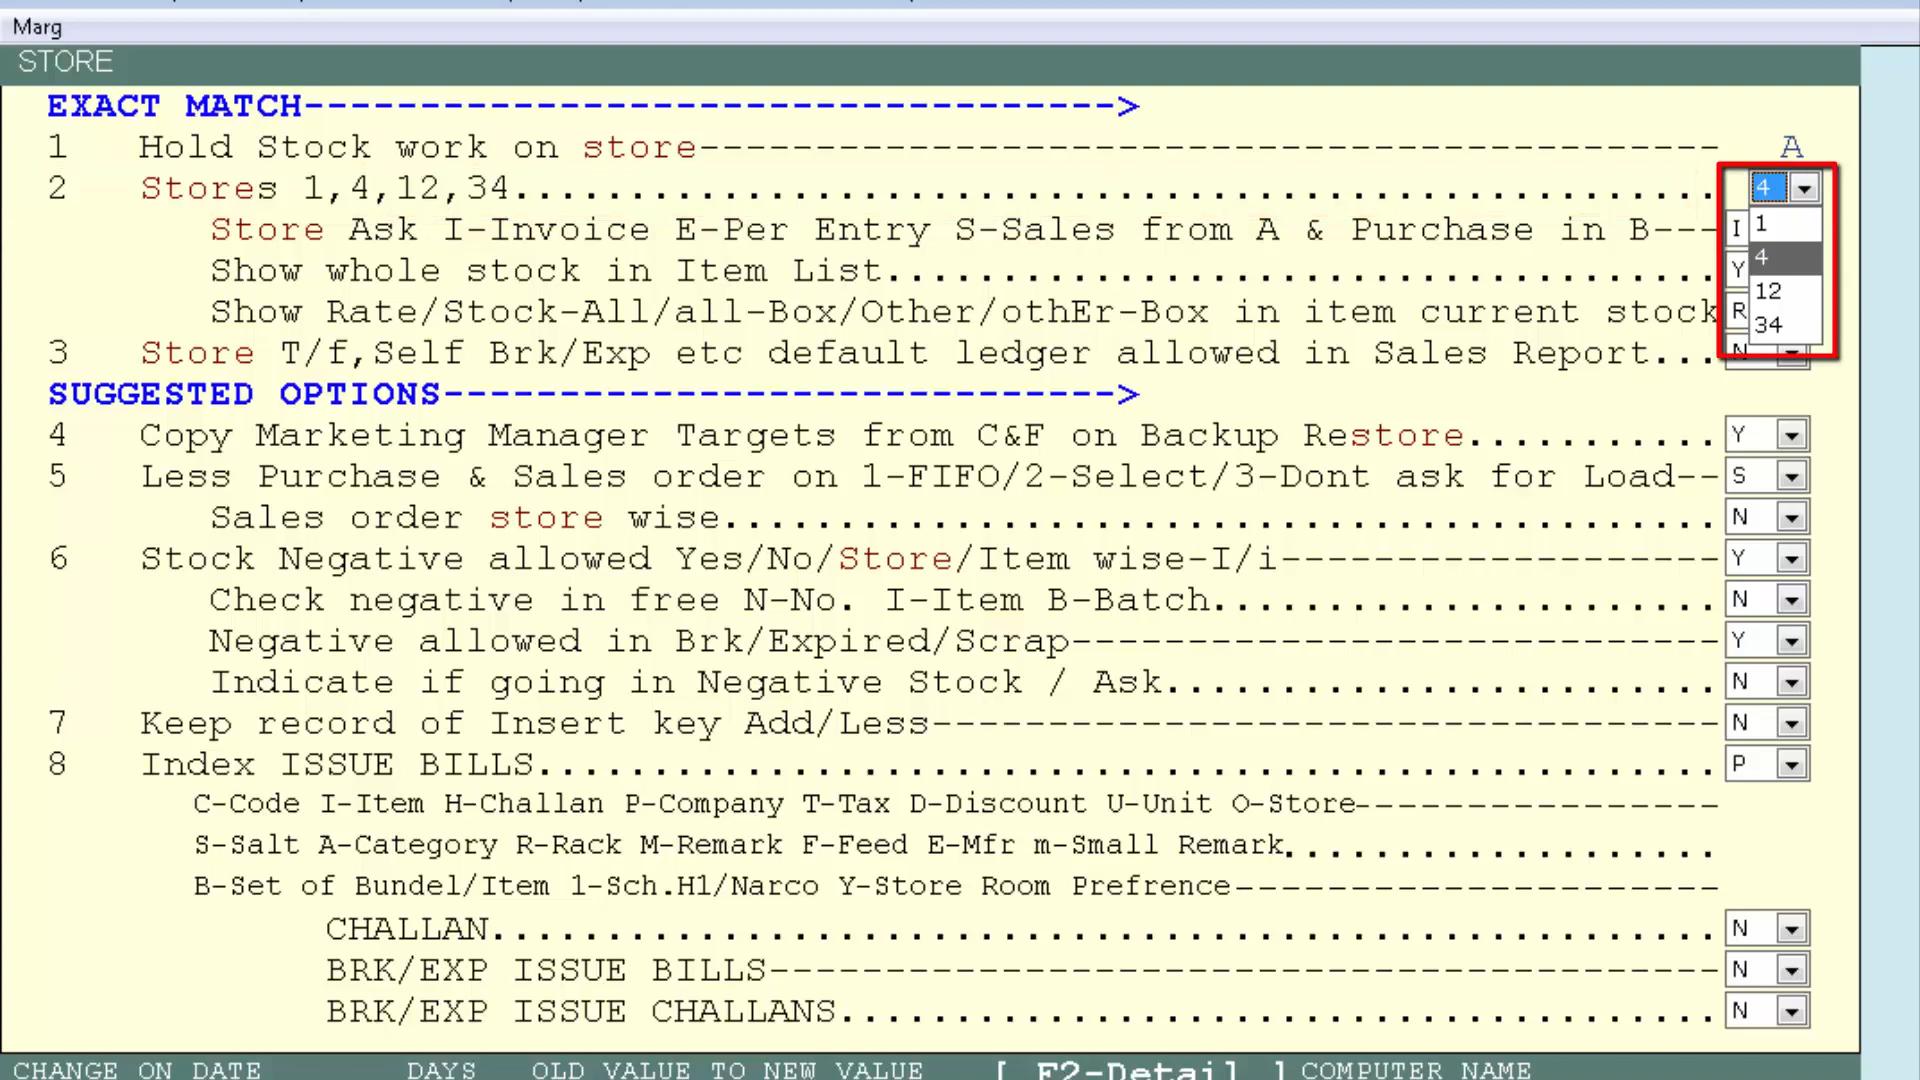 Marg
STORE
EXACT MATCH----------------------------------->
1 Hold Stock work on store-------------------------------------------- A
2 Stores 1,4,12,34.................................................... 4
1
4
12
34
Store Ask I-Invoice E-Per Entry S-Sales from A & Purchase in B--- I
Show whole stock in Item List.................................... Y
Show Rate/Stock-All/all-Box/Other/othEr-Box in item current stock R
3 Store T/f,Self Brk/Exp etc default ledger allowed in Sales Report... N
SUGGESTED OPTIONS----------------------------->
4 Copy Marketing Manager Targets from C&F on Backup Restore........... Y
5 Less Purchase & Sales order on 1-FIFO/2-Select/3-Dont ask for Load-- S
Sales order store wise........................................... N
6 Stock Negative allowed Yes/No/Store/Item wise-I/i------------------- Y
Check negative in free N-No. I-Item B-Batch...................... N
Negative allowed in Brk/Expired/Scrap---------------------------- Y
Indicate if going in Negative Stock / Ask........................ N
7 Keep record of Insert key Add/Less---------------------------------- N
8 Index ISSUE BILLS................................................... P
C-Code I-Item H-Challan P-Company T-Tax D-Discount U-Unit O-Store----------------
S-Salt A-Category R-Rack M-Remark F-Feed E-Mfr m-Small Remark...................
B-Set of Bundel/Item 1-Sch.H1/Narco Y-Store Room Prefrence---------------------
CHALLAN..................................................... N
BRK/EXP ISSUE BILLS----------------------------------------- N
BRK/EXP ISSUE CHALLANS...................................... N
CHANGE ON DATE DAYS OLD VALUE TO NEW VALUE [ F2-Detail ] COMPUTER NAME